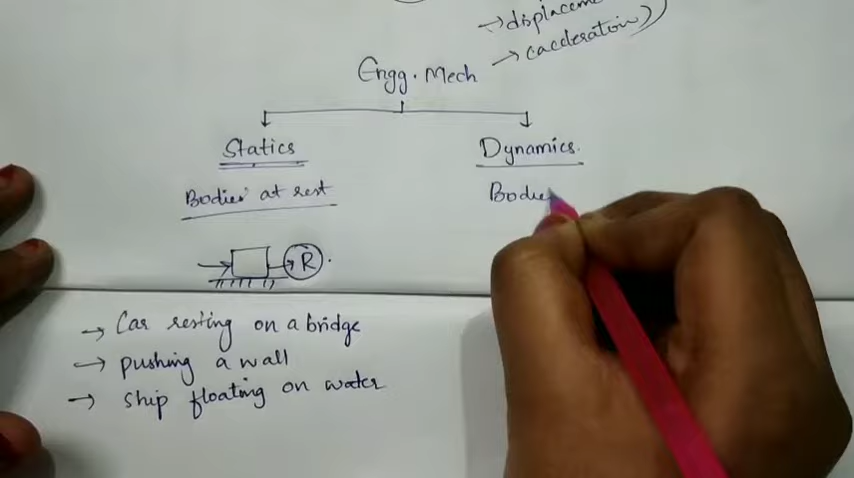 → displaceme
→ (acceleration)
Engg. Mech
Statics
Dynamics.
Bodies at rest
Bodies
→ R.
→ Car resting on a bridge
→ pushing a wall
→ ship floating on water